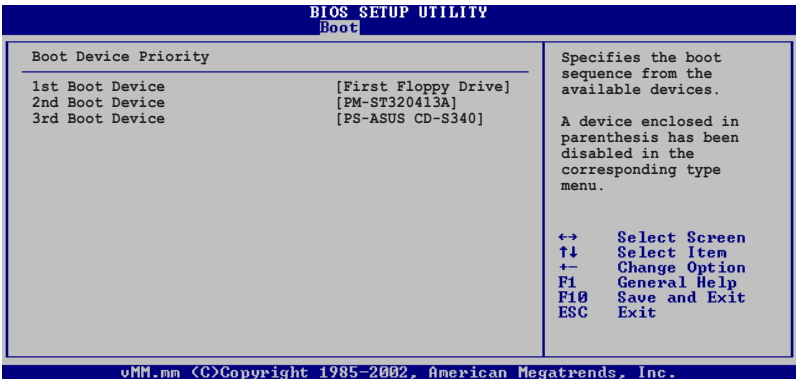 BIOS SETUP UTILITY
Boot
Boot Device Priority
1st Boot Device [First Floppy Drive]
2nd Boot Device [PM-ST320413A]
3rd Boot Device [PS-ASUS CD-S340]
Specifies the boot
sequence from the
available devices.
A device enclosed in
parenthesis has been
disabled in the
corresponding type
menu.
↔ Select Screen
↑↓ Select Item
+- Change Option
F1 General Help
F10 Save and Exit
ESC Exit
vMM.mm (C)Copyright 1985-2002, American Megatrends, Inc.